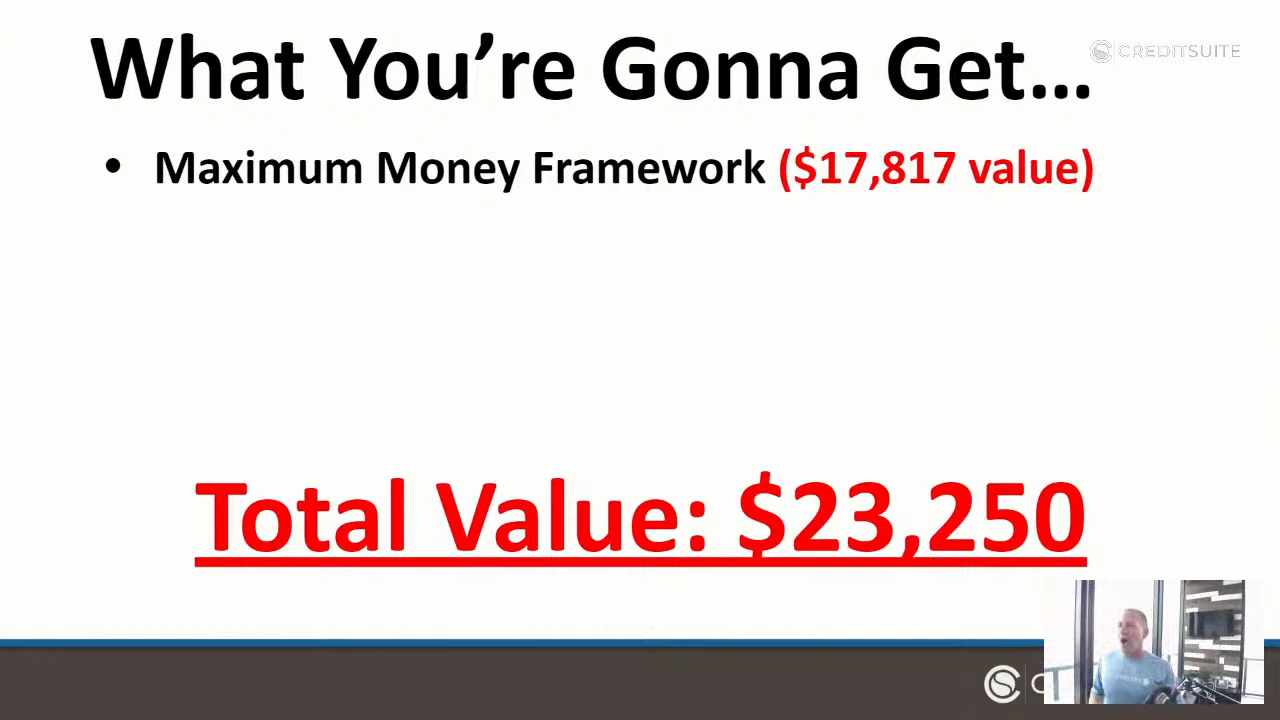 What You’re Gonna Get...
CREDITSUITE
• Maximum Money Framework ($17,817 value)
Total Value: $23,250